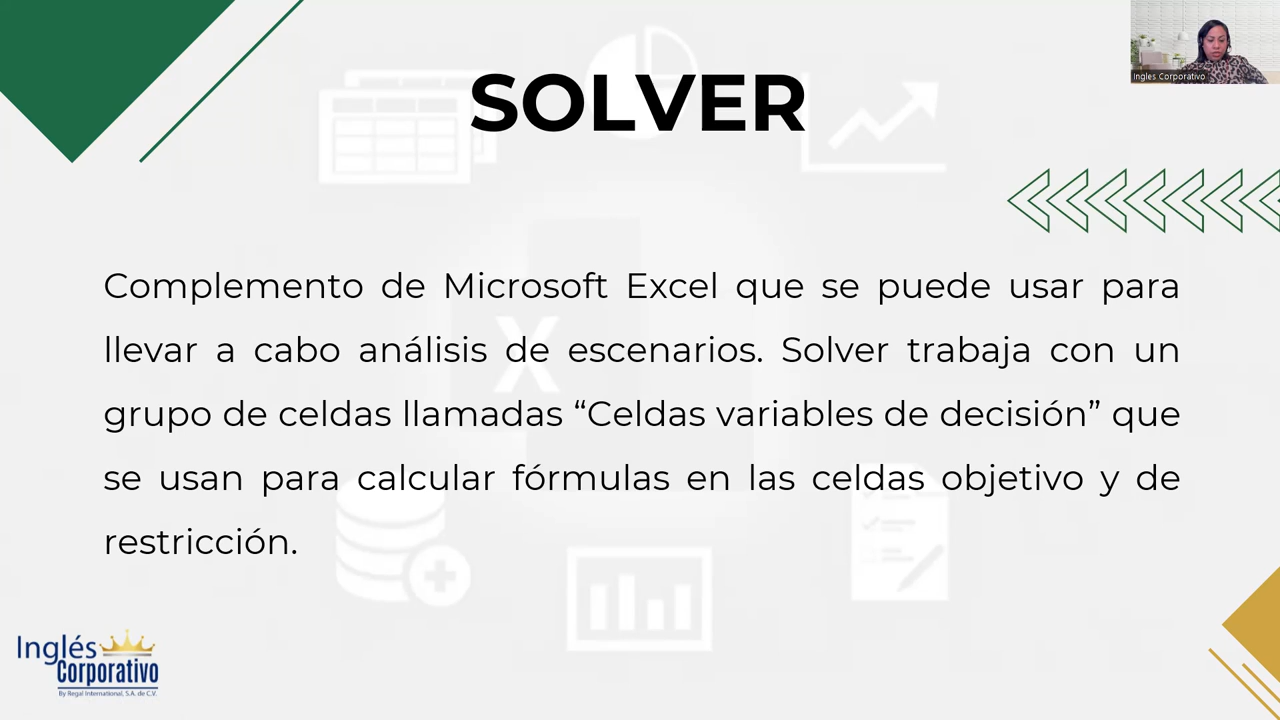 SOLVER
Ingles Corporativo
Complemento de Microsoft Excel que se puede usar para
llevar a cabo análisis de escenarios. Solver trabaja con un
grupo de celdas llamadas “Celdas variables de decisión” que
se usan para calcular fórmulas en las celdas objetivo y de
restricción.
X
Inglés
Corporativo
By Regal International, S.A. de C.V.